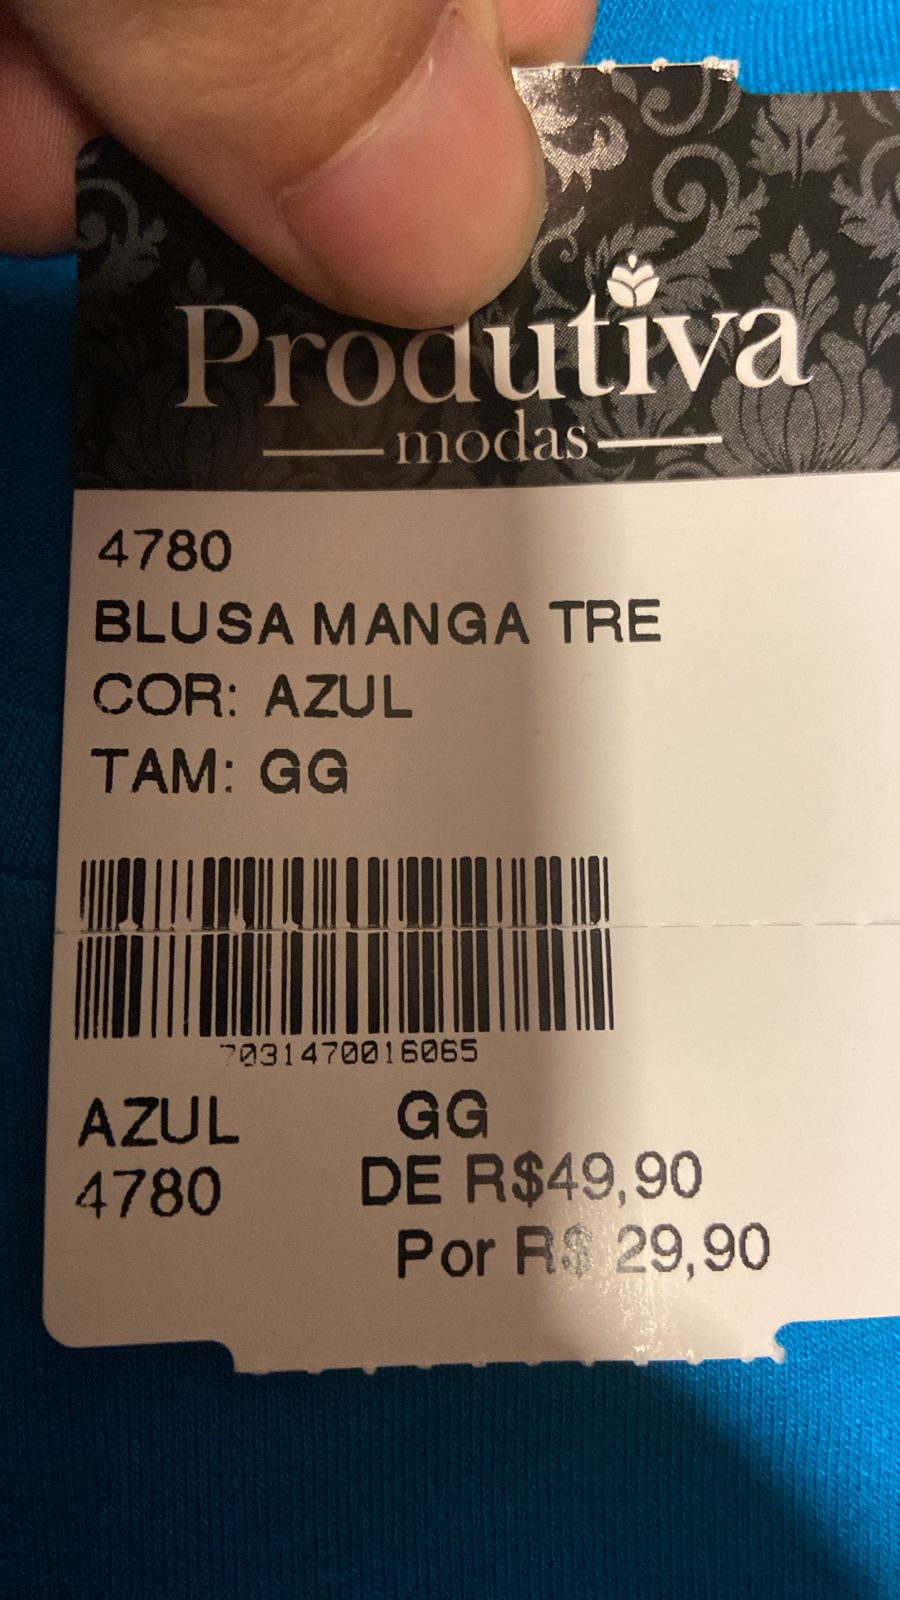 Produtiva
modas
4780
BLUSA MANGA TRE
COR: AZUL
TAM: GG
7031470016065
AZUL GG
4780 DE R$49,90
Por R$ 29,90